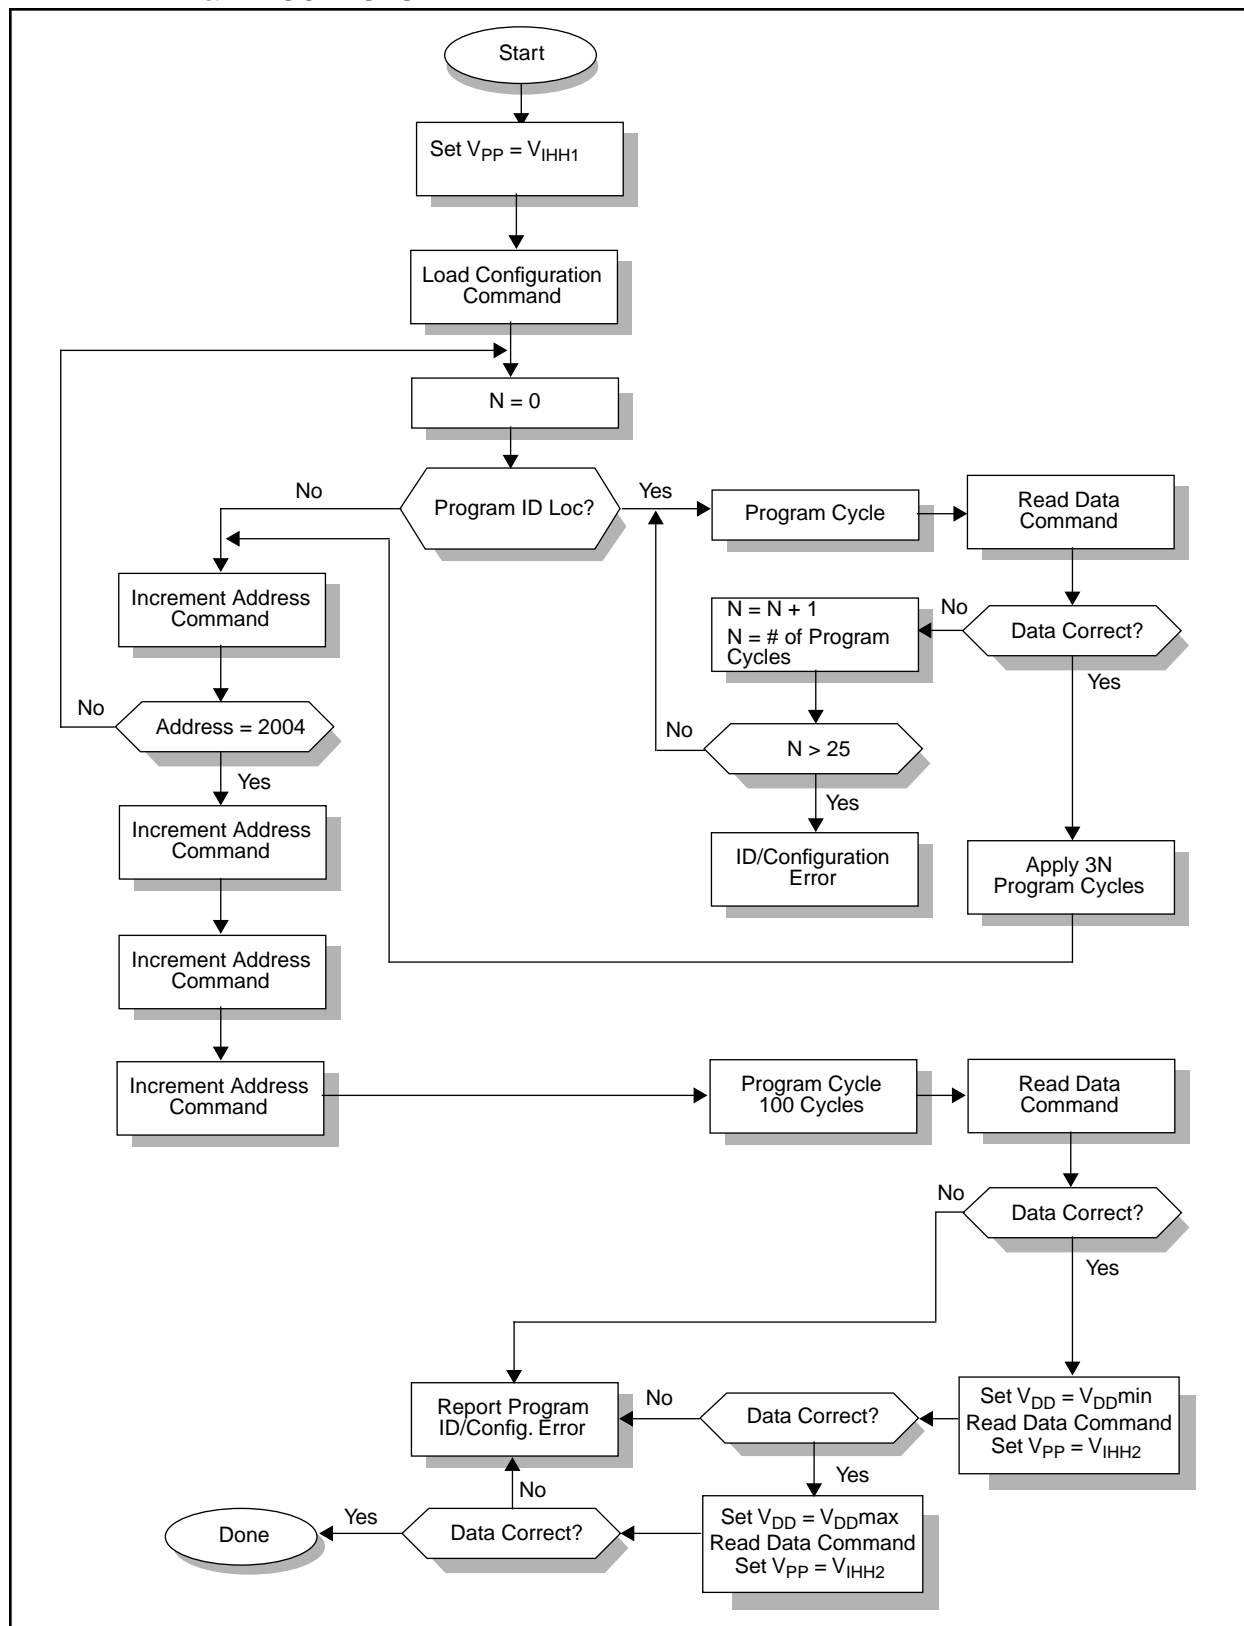 Start
Set VPP = VIHH1
Load Configuration
Command
N = 0
No
Program ID Loc?
Yes
Program Cycle
Read Data
Command
Increment Address
Command
N = N + 1
N = # of Program
Cycles
No
Data Correct?
Yes
No
Address = 2004
Yes
No
N > 25
Yes
Increment Address
Command
ID/Configuration
Error
Apply 3N
Program Cycles
Increment Address
Command
Increment Address
Command
Program Cycle
100 Cycles
Read Data
Command
No
Data Correct?
Yes
Report Program
ID/Config. Error
No
Data Correct?
Yes
Set VDD = VDDmin
Read Data Command
Set VPP = VIHH2
No
Done
Yes
Data Correct?
Set VDD = VDDmax
Read Data Command
Set VPP = VIHH2